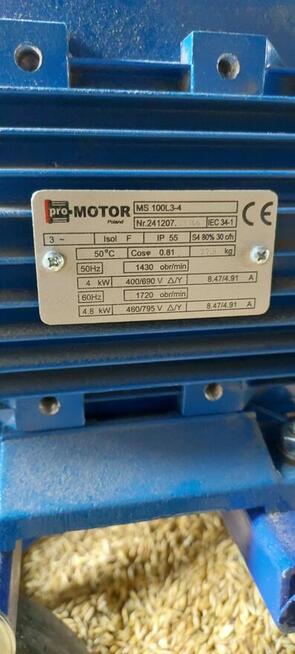 pro-MOTOR
Poland
MS 100L3-4
Nr.241207. IEC 34-1
CE
3 ~ Isol F IP 55 S4 80% 30 c/h
50°C Cosφ 0.81 kg
50Hz 1430 obr/min
4 kW 400/690 V Δ/Y 8.47/4.91 A
60Hz 1720 obr/min
4.8 kW 460/795 V Δ/Y 8.47/4.91 A